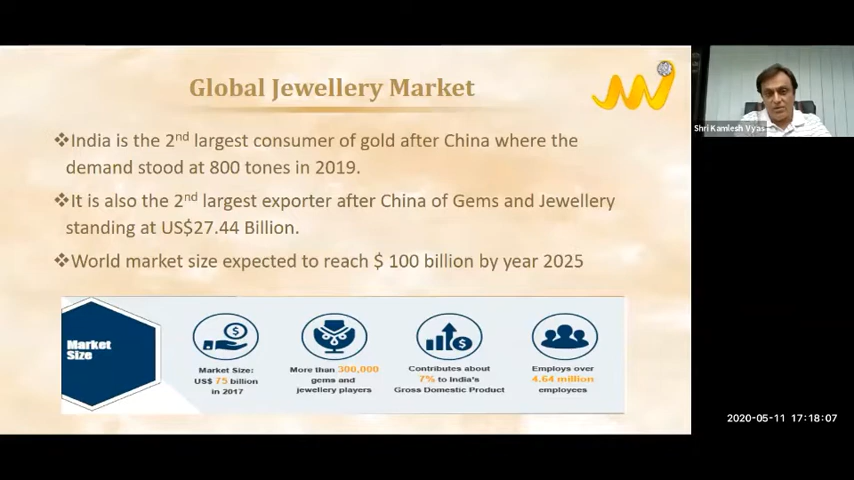 Global Jewellery Market
❖India is the 2nd largest consumer of gold after China where the
demand stood at 800 tones in 2019.
❖It is also the 2nd largest exporter after China of Gems and Jewellery
standing at US$27.44 Billion.
❖World market size expected to reach $ 100 billion by year 2025
Market
Size
Market Size:
US$ 75 billion
in 2017
More than 300,000
gems and
jewellery players
Contributes about
7% to India's
Gross Domestic Product
Employs over
4.64 million
employees
Shri Kamlesh Vyas
2020-05-11 17:18:07